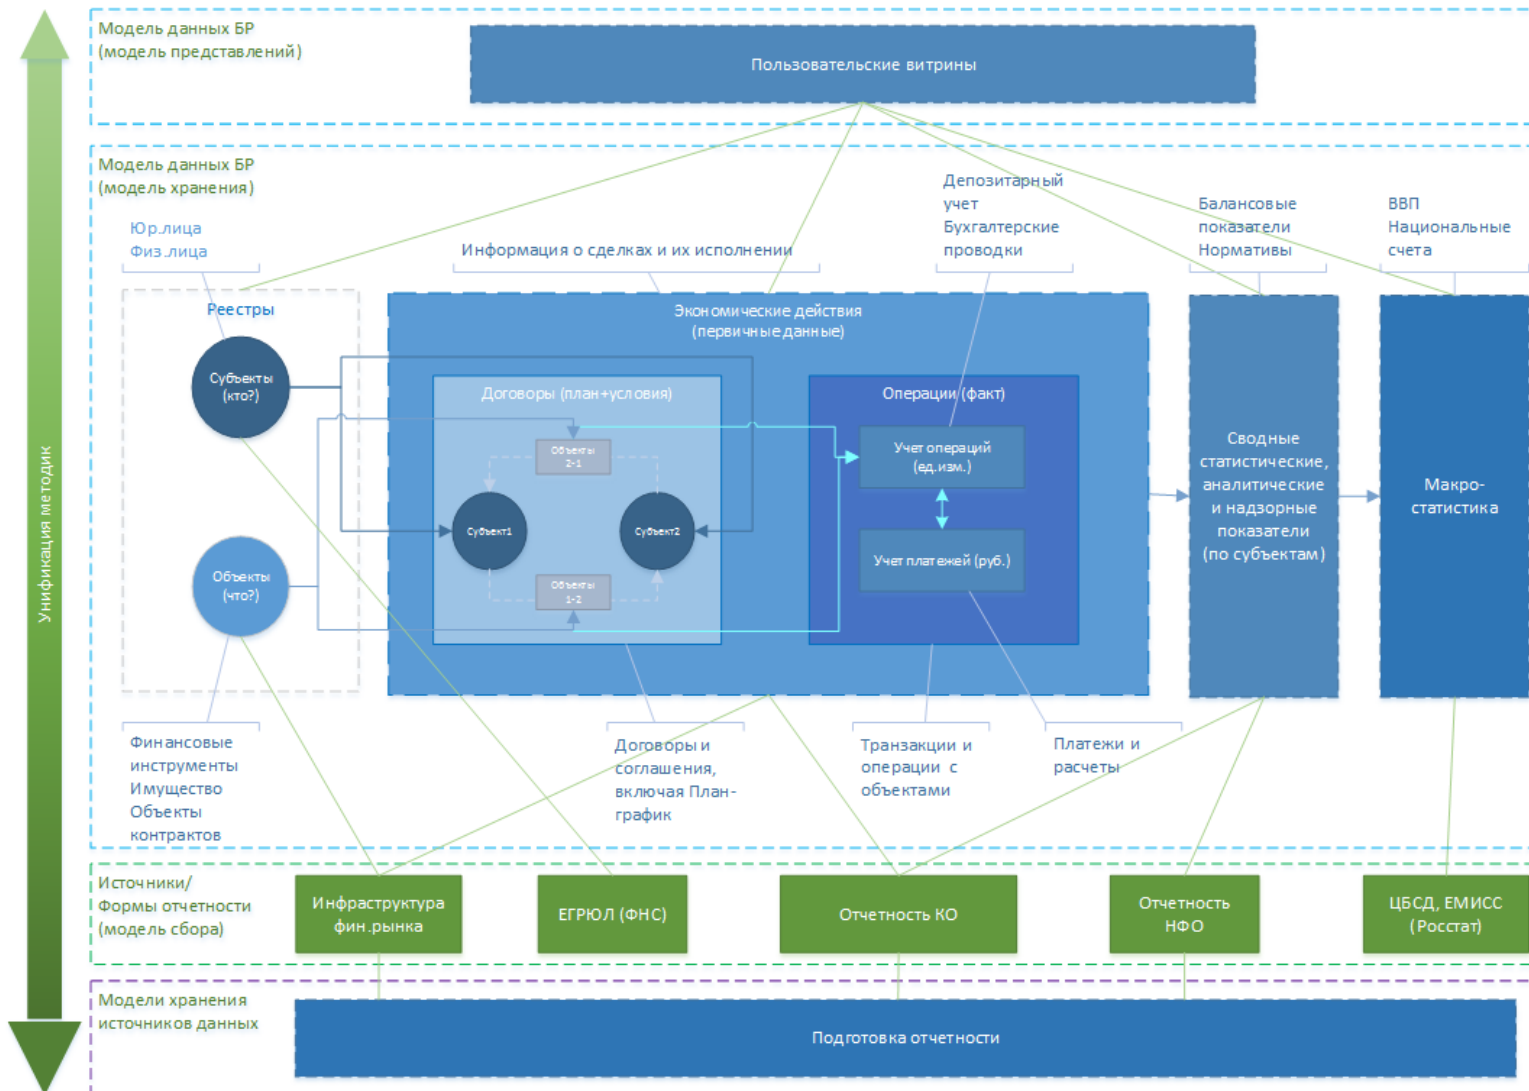 Модель данных БР
(модель представлений)
Пользовательские витрины
Модель данных БР
(модель хранения)
Юр.лица
Физ.лица
Информация о сделках и их исполнении
Депозитарный
учет
Бухгалтерские
проводки
Балансовые
показатели
Нормативы
ВВП
Национальные
счета
Реестры
Субъекты
(кто?)
Объекты
(что?)
Экономические действия
(первичные данные)
Договоры (план+условия)
Объекты
2-1
Субъект1
Субъект2
Объекты
1-2
Операции (факт)
Учет операций
(ед.изм.)
Учет платежей (руб.)
Сводные
статистические,
аналитические
и надзорные
показатели
(по субъектам)
Макро-
статистика
Унификация методик
Финансовые
инструменты
Имущество
Объекты
контрактов
Договоры и
соглашения,
включая План-
график
Транзакции и
операции с
объектами
Платежи и
расчеты
Источники/
Формы отчетности
(модель сбора)
Инфраструктура
фин.рынка
ЕГРЮЛ (ФНС)
Отчетность КО
Отчетность
НФО
ЦБСД, ЕМИСС
(Росстат)
Модели хранения
источников данных
Подготовка отчетности